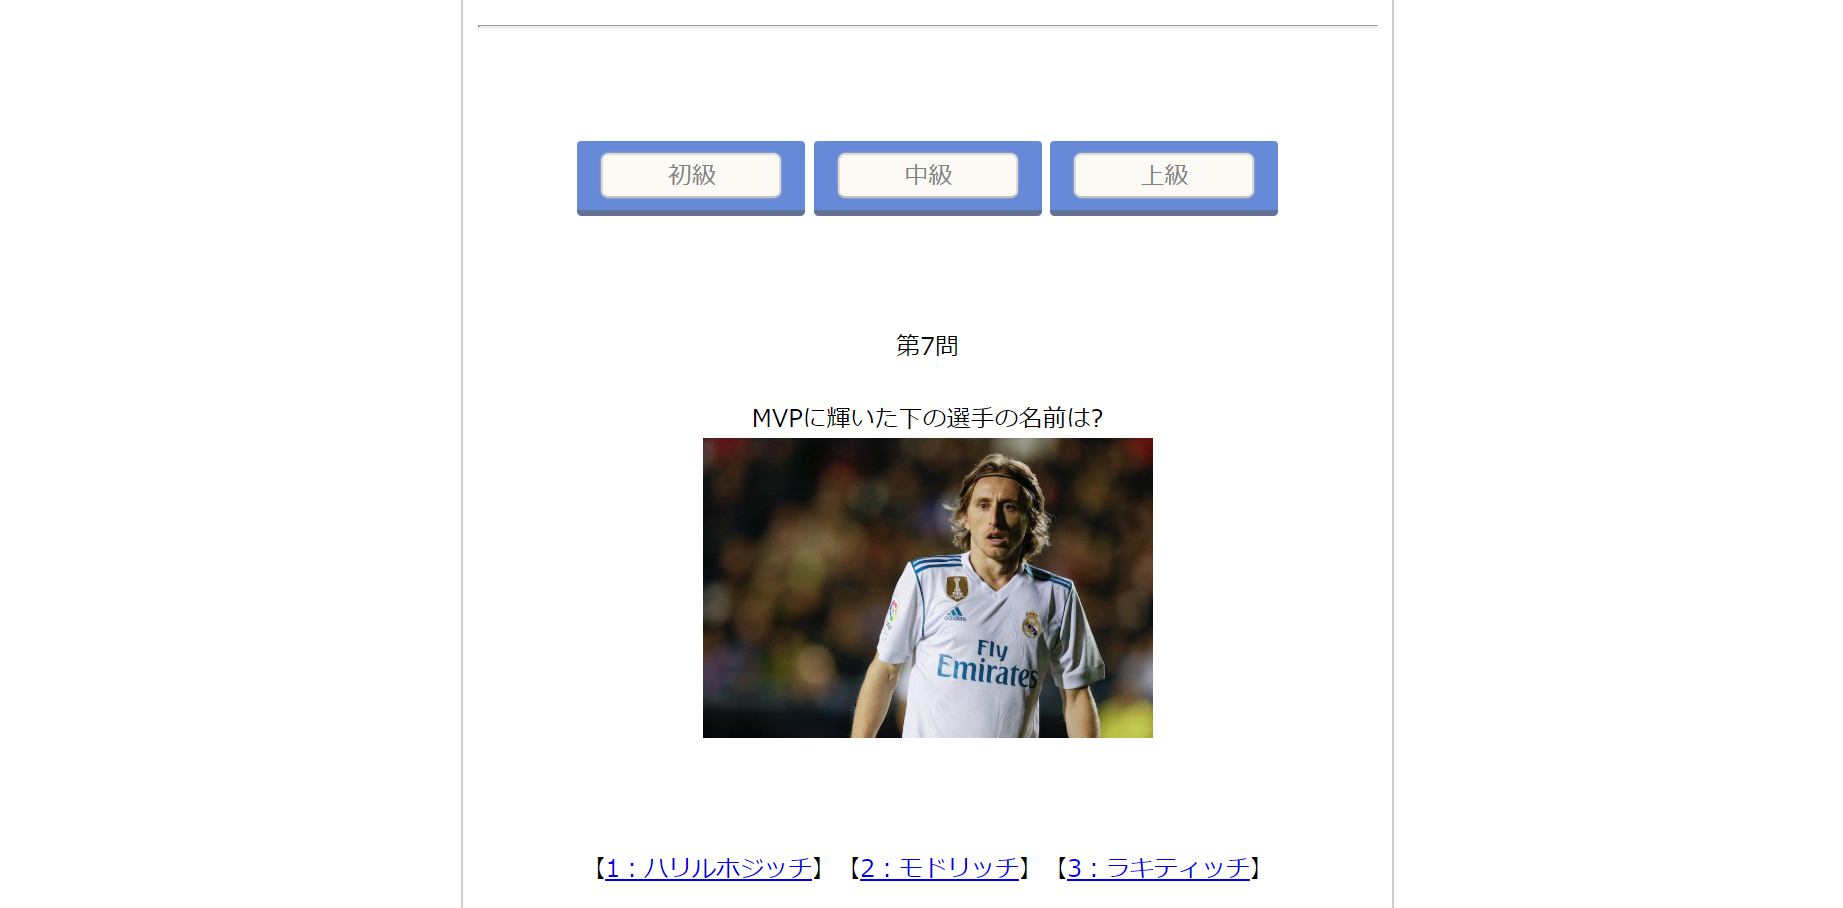 初級
中級
上級
第7問
MVPに輝いた下の選手の名前は?
adidas
Fly
Emirates
【1：ハリルホジッチ】 【2：モドリッチ】 【3：ラキティッチ】